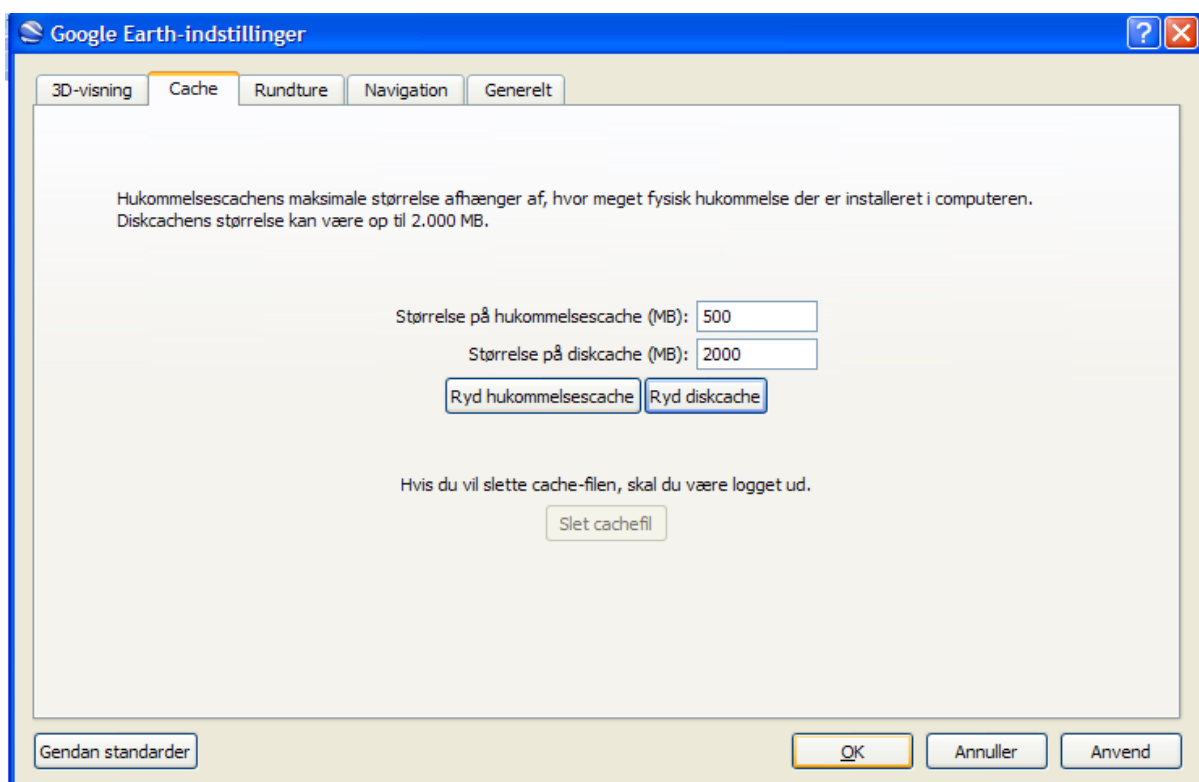 Google Earth-indstillinger
3D-visning Cache Rundture Navigation Generelt
Hukommelsescachens maksimale størrelse afhænger af, hvor meget fysisk hukommelse der er installeret i computeren.
Diskcachens størrelse kan være op til 2.000 MB.
Størrelse på hukommelsescache (MB): 500
Størrelse på diskcache (MB): 2000
Ryd hukommelsescache Ryd diskcache
Hvis du vil slette cache-filen, skal du være logget ud.
Slet cachefil
Gendan standarder OK Annuller Anvend